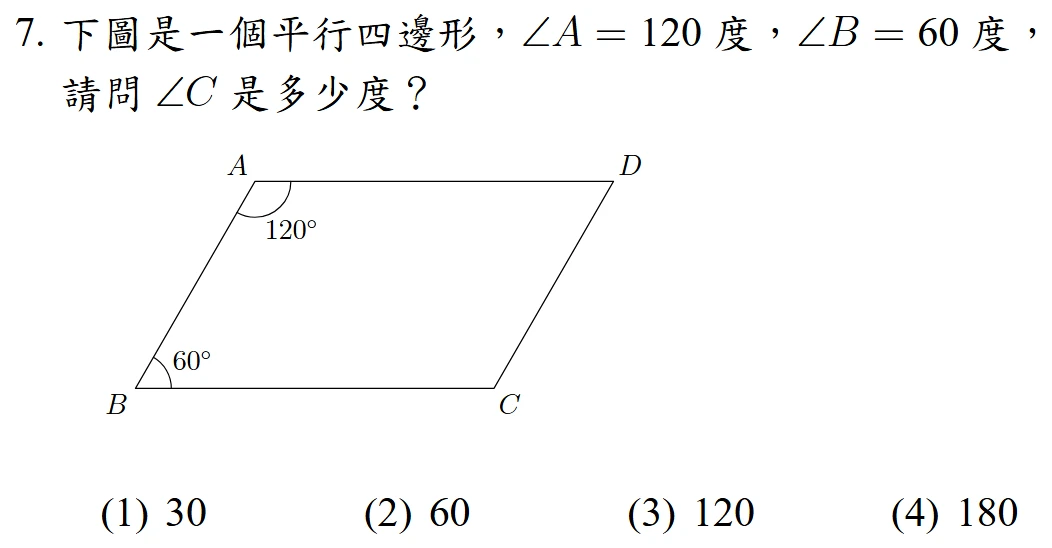 7. 下圖是一個平行四邊形，∠A = 120 度，∠B = 60 度，
請問 ∠C 是多少度？
A
D
120°
60°
B
C
(1) 30 (2) 60 (3) 120 (4) 180